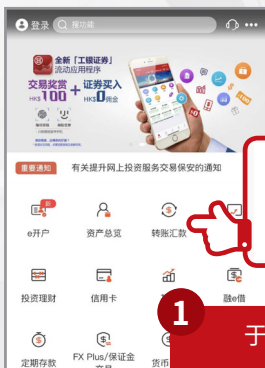 登录 搜功能
全新「工银证券」
流动应用程序
交易奖赏 + 证券买入
HK$100 HK$0佣金
重要通知 有关提升网上投资服务交易保安的通知
e开户 资产总览 转账汇款
投资理财 信用卡 融e借
定期存款 FX Plus/保证金 货币
1
于